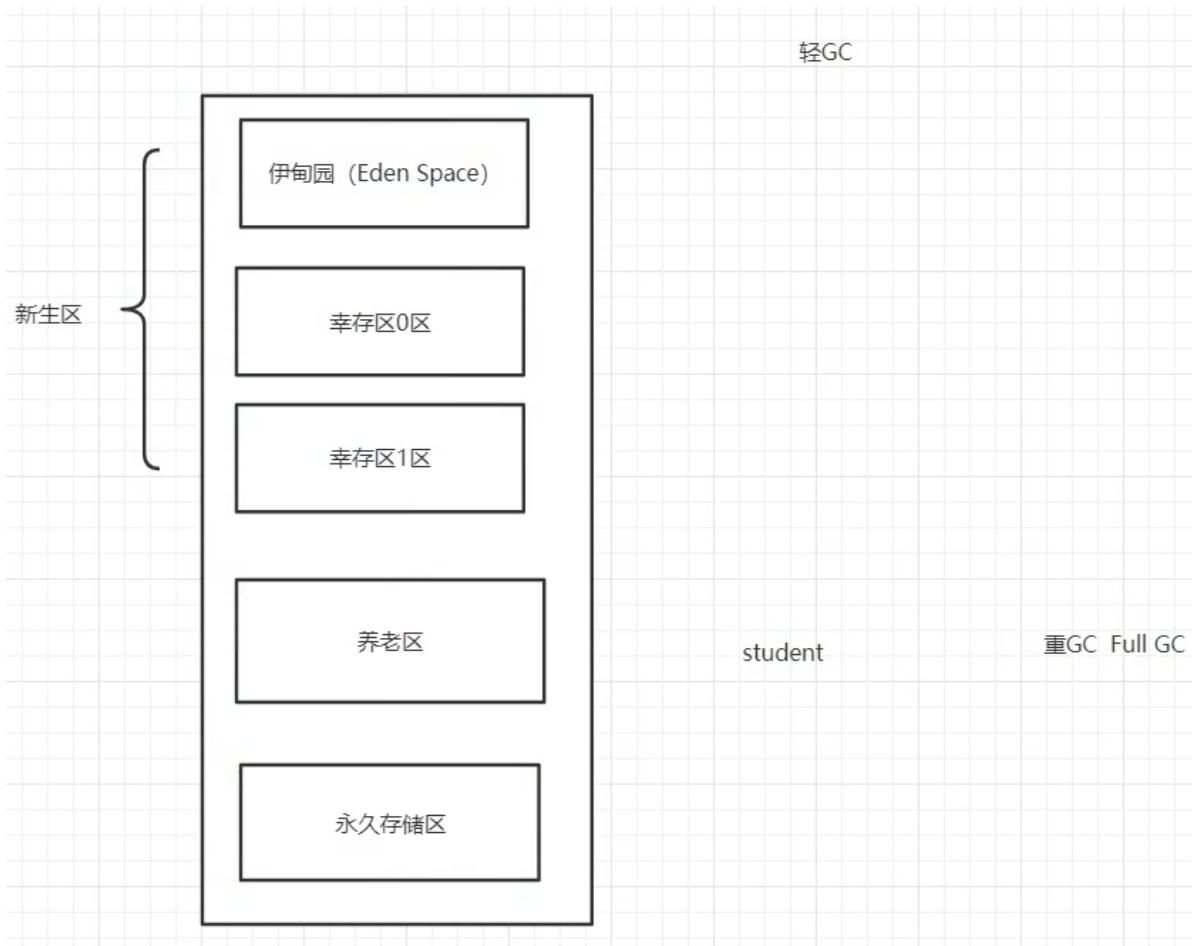 轻GC
伊甸园（Eden Space）
新生区
幸存区0区
幸存区1区
养老区
student
重GC Full GC
永久存储区